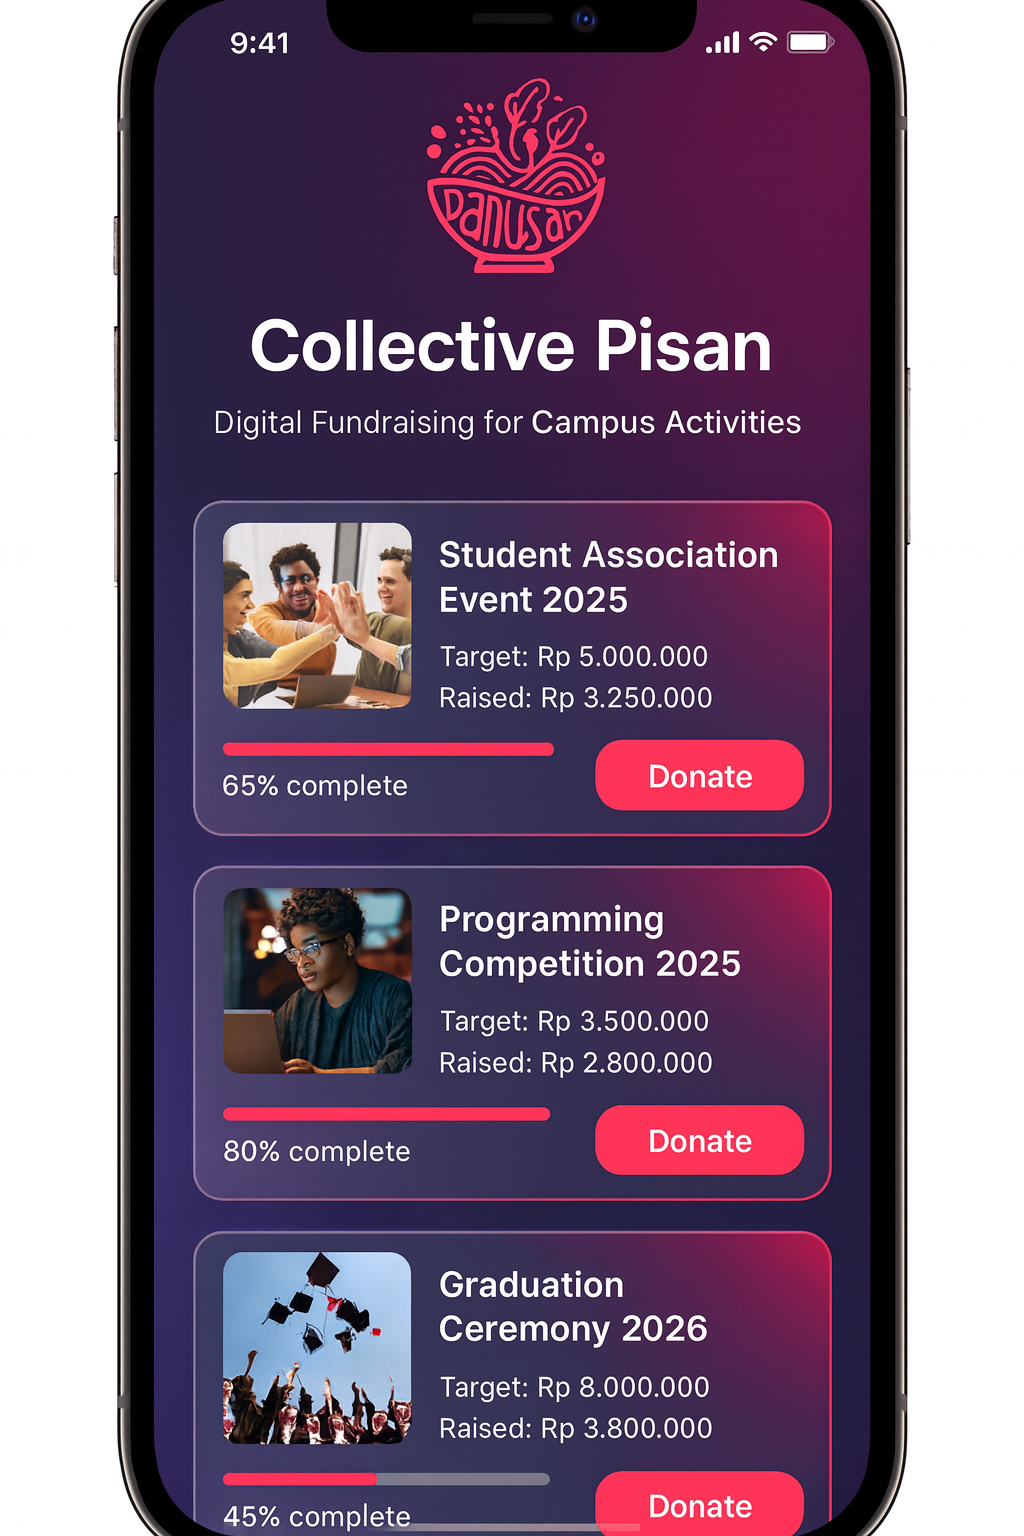 9:41
Danusan
Collective Pisan
Digital Fundraising for Campus Activities
Student Association
Event 2025
Target: Rp 5.000.000
Raised: Rp 3.250.000
65% complete
Donate
Programming
Competition 2025
Target: Rp 3.500.000
Raised: Rp 2.800.000
80% complete
Donate
Graduation
Ceremony 2026
Target: Rp 8.000.000
Raised: Rp 3.800.000
45% complete
Donate